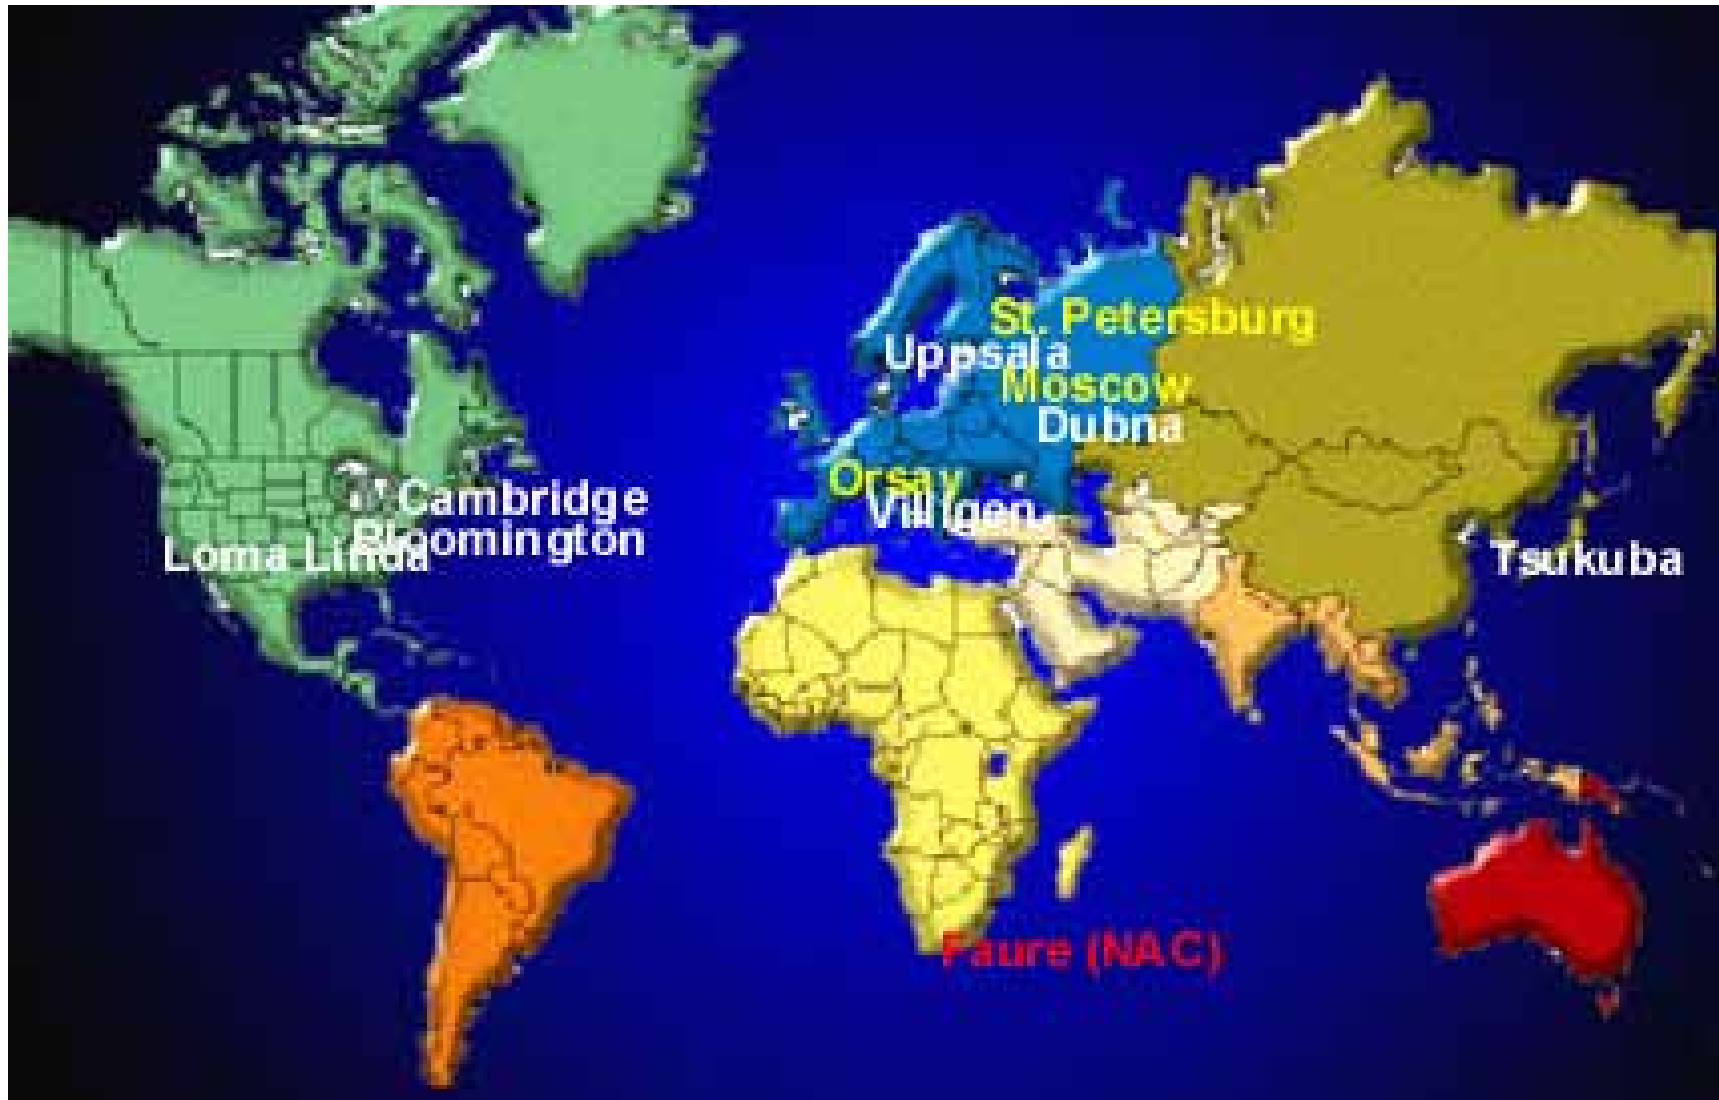 St. Petersburg
Uppsala
Moscow
Dubna
Orsay
Villigen
Cambridge
Bloomington
Loma Linda
Tsukuba
Faure (NAC)